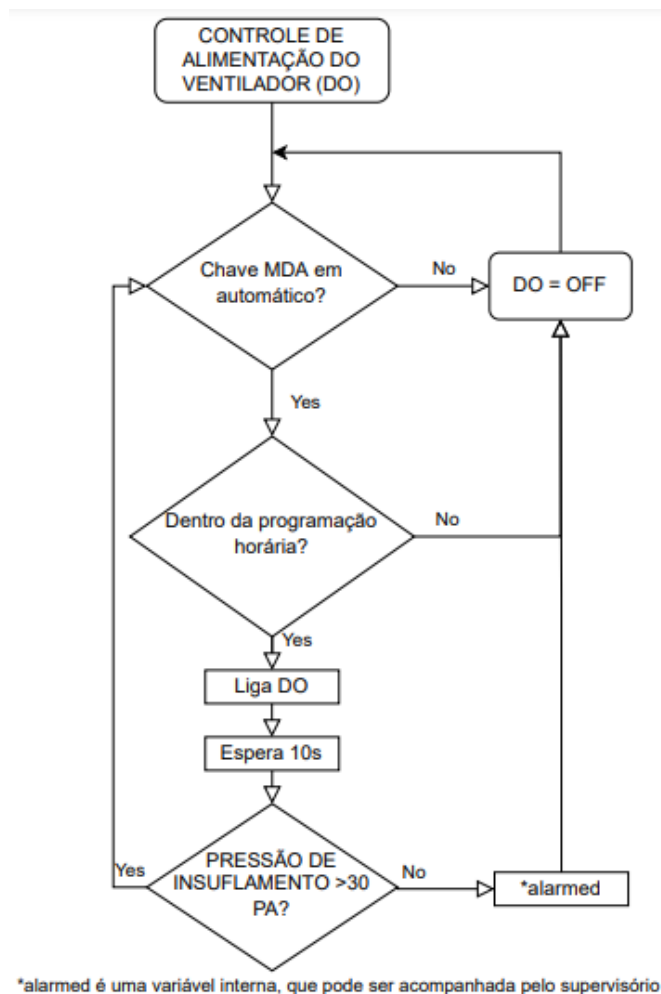 CONTROLE DE
ALIMENTAÇÃO DO
VENTILADOR (DO)
Chave MDA em
automático?
No
DO = OFF
Yes
Dentro da programação
horária?
No
Yes
Liga DO
Espera 10s
Yes
PRESSÃO DE
INSUFLAMENTO >30
PA?
No
*alarmed
*alarmed é uma variável interna, que pode ser acompanhada pelo supervisório